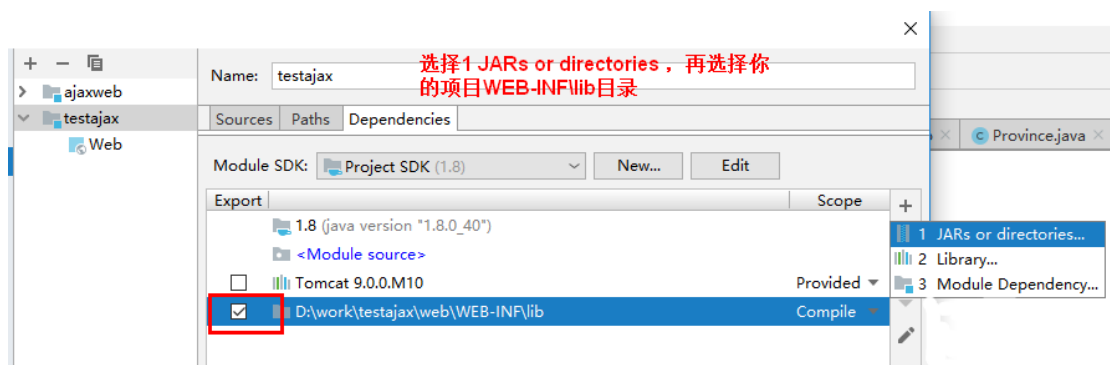 选择1 JARs or directories ，再选择你
的项目WEB-INF\lib目录
Name: testajax
ajaxweb
testajax
Web
Sources Paths Dependencies
Province.java
Module SDK: Project SDK (1.8) New... Edit
Export Scope
1.8 (java version "1.8.0_40")
<Module source>
Tomcat 9.0.0.M10 Provided
D:\work\testajax\web\WEB-INF\lib Compile
1 JARs or directories...
2 Library...
3 Module Dependency...